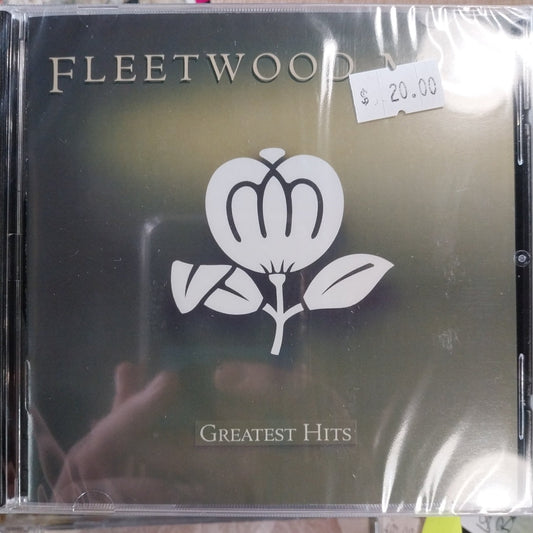 FLEETWOOD
$ 20.00
GREATEST HITS